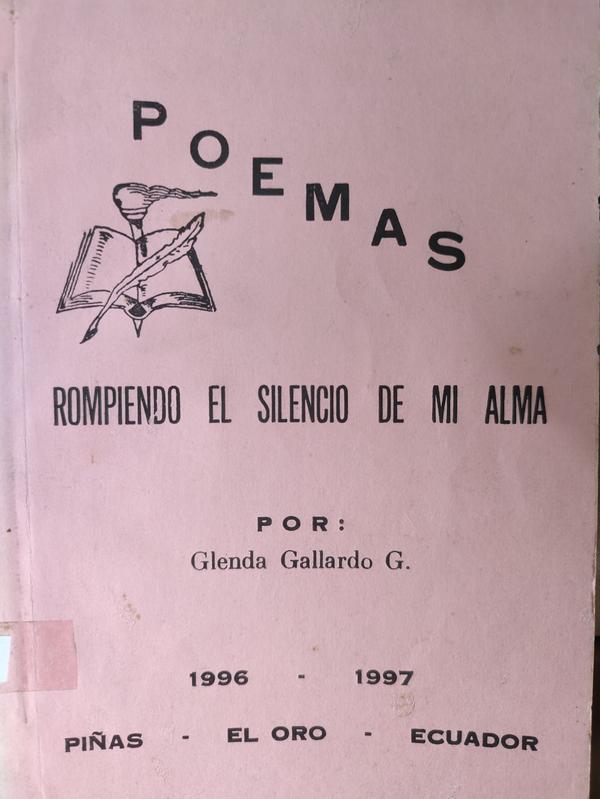 POEMAS
ROMPIENDO EL SILENCIO DE MI ALMA
POR:
Glenda Gallardo G.
1996 - 1997
PIÑAS - EL ORO - ECUADOR